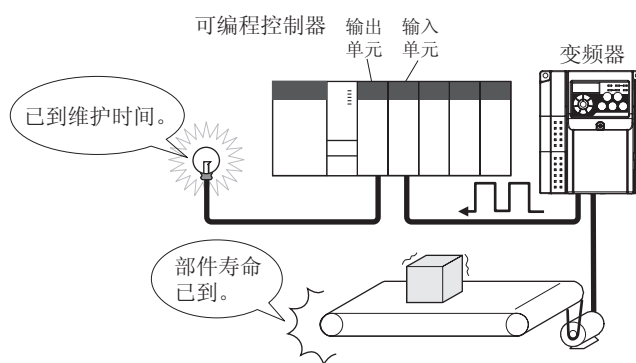 可编程控制器
输出
单元
输入
单元
变频器
已到维护时间。
部件寿命
已到。